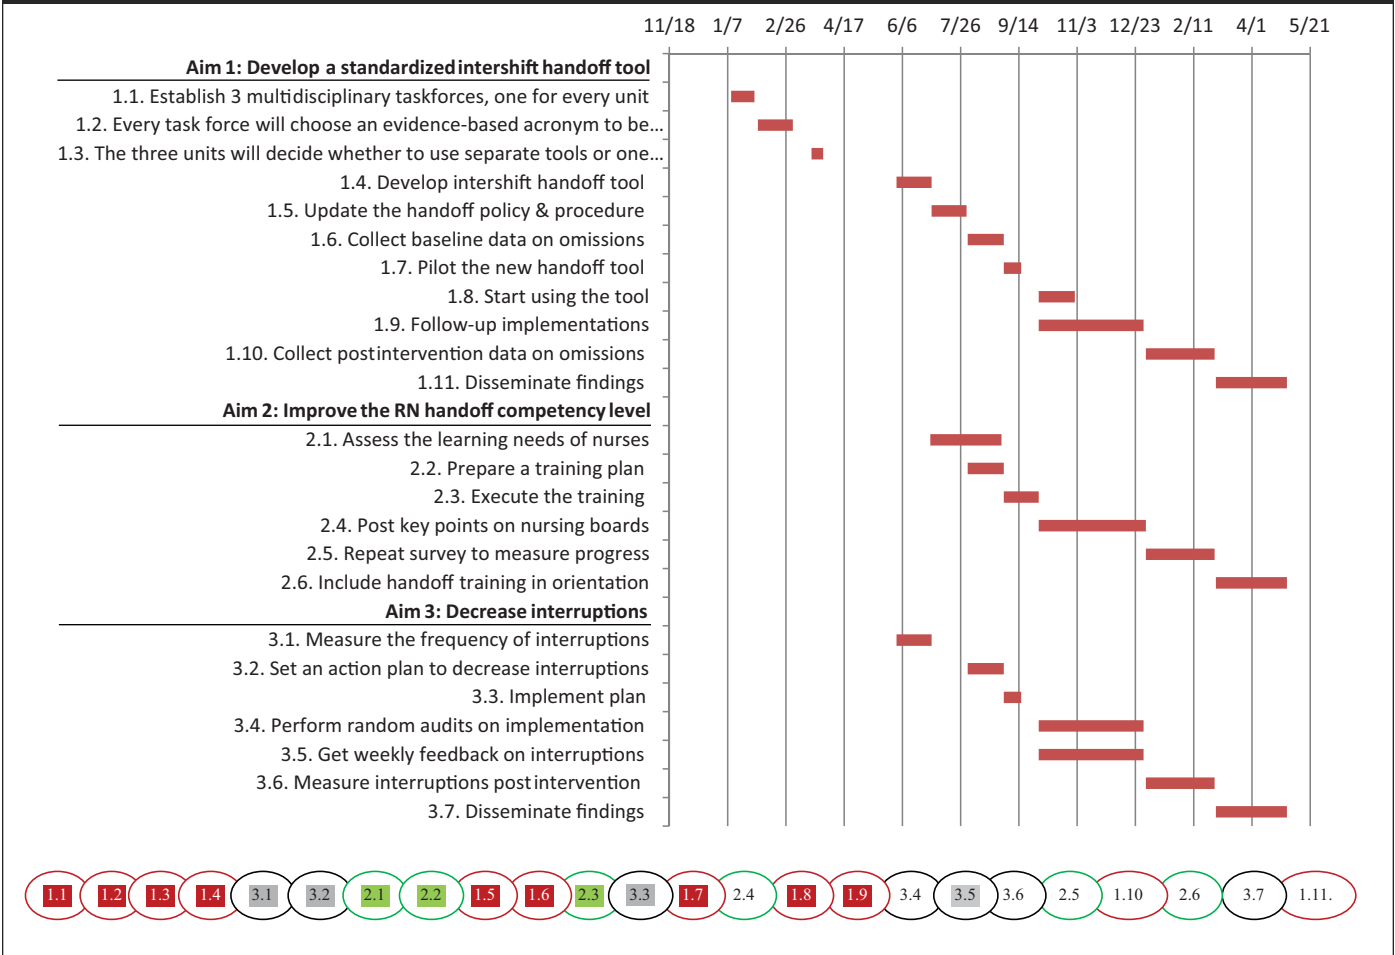 11/18 1/7 2/26 4/17 6/6 7/26 9/14 11/3 12/23 2/11 4/1 5/21
Aim 1: Develop a standardized intershift handoff tool
1.1. Establish 3 multidisciplinary taskforces, one for every unit
1.2. Every task force will choose an evidence-based acronym to be...
1.3. The three units will decide whether to use separate tools or one...
1.4. Develop intershift handoff tool
1.5. Update the handoff policy & procedure
1.6. Collect baseline data on omissions
1.7. Pilot the new handoff tool
1.8. Start using the tool
1.9. Follow-up implementations
1.10. Collect postintervention data on omissions
1.11. Disseminate findings
Aim 2: Improve the RN handoff competency level
2.1. Assess the learning needs of nurses
2.2. Prepare a training plan
2.3. Execute the training
2.4. Post key points on nursing boards
2.5. Repeat survey to measure progress
2.6. Include handoff training in orientation
Aim 3: Decrease interruptions
3.1. Measure the frequency of interruptions
3.2. Set an action plan to decrease interruptions
3.3. Implement plan
3.4. Perform random audits on implementation
3.5. Get weekly feedback on interruptions
3.6. Measure interruptions post intervention
3.7. Disseminate findings
1.1 1.2 1.3 1.4 3.1 3.2 2.1 2.2 1.5 1.6 2.3 3.3 1.7 2.4 1.8 1.9 3.4 3.5 3.6 2.5 1.10 2.6 3.7 1.11.